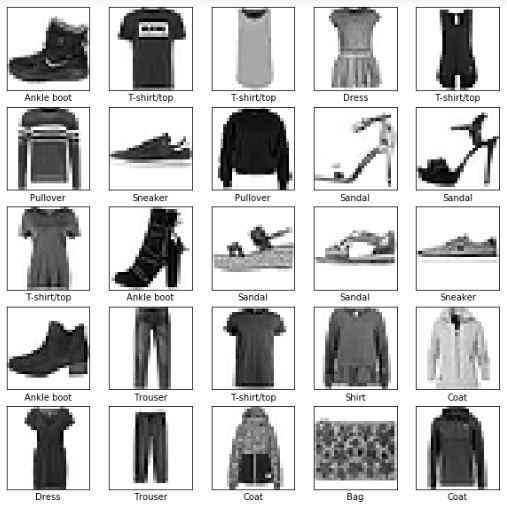 Ankle boot T-shirt/top T-shirt/top Dress T-shirt/top
Pullover Sneaker Pullover Sandal Sandal
T-shirt/top Ankle boot Sandal Sandal Sneaker
Ankle boot Trouser T-shirt/top Shirt Coat
Dress Trouser Coat Bag Coat